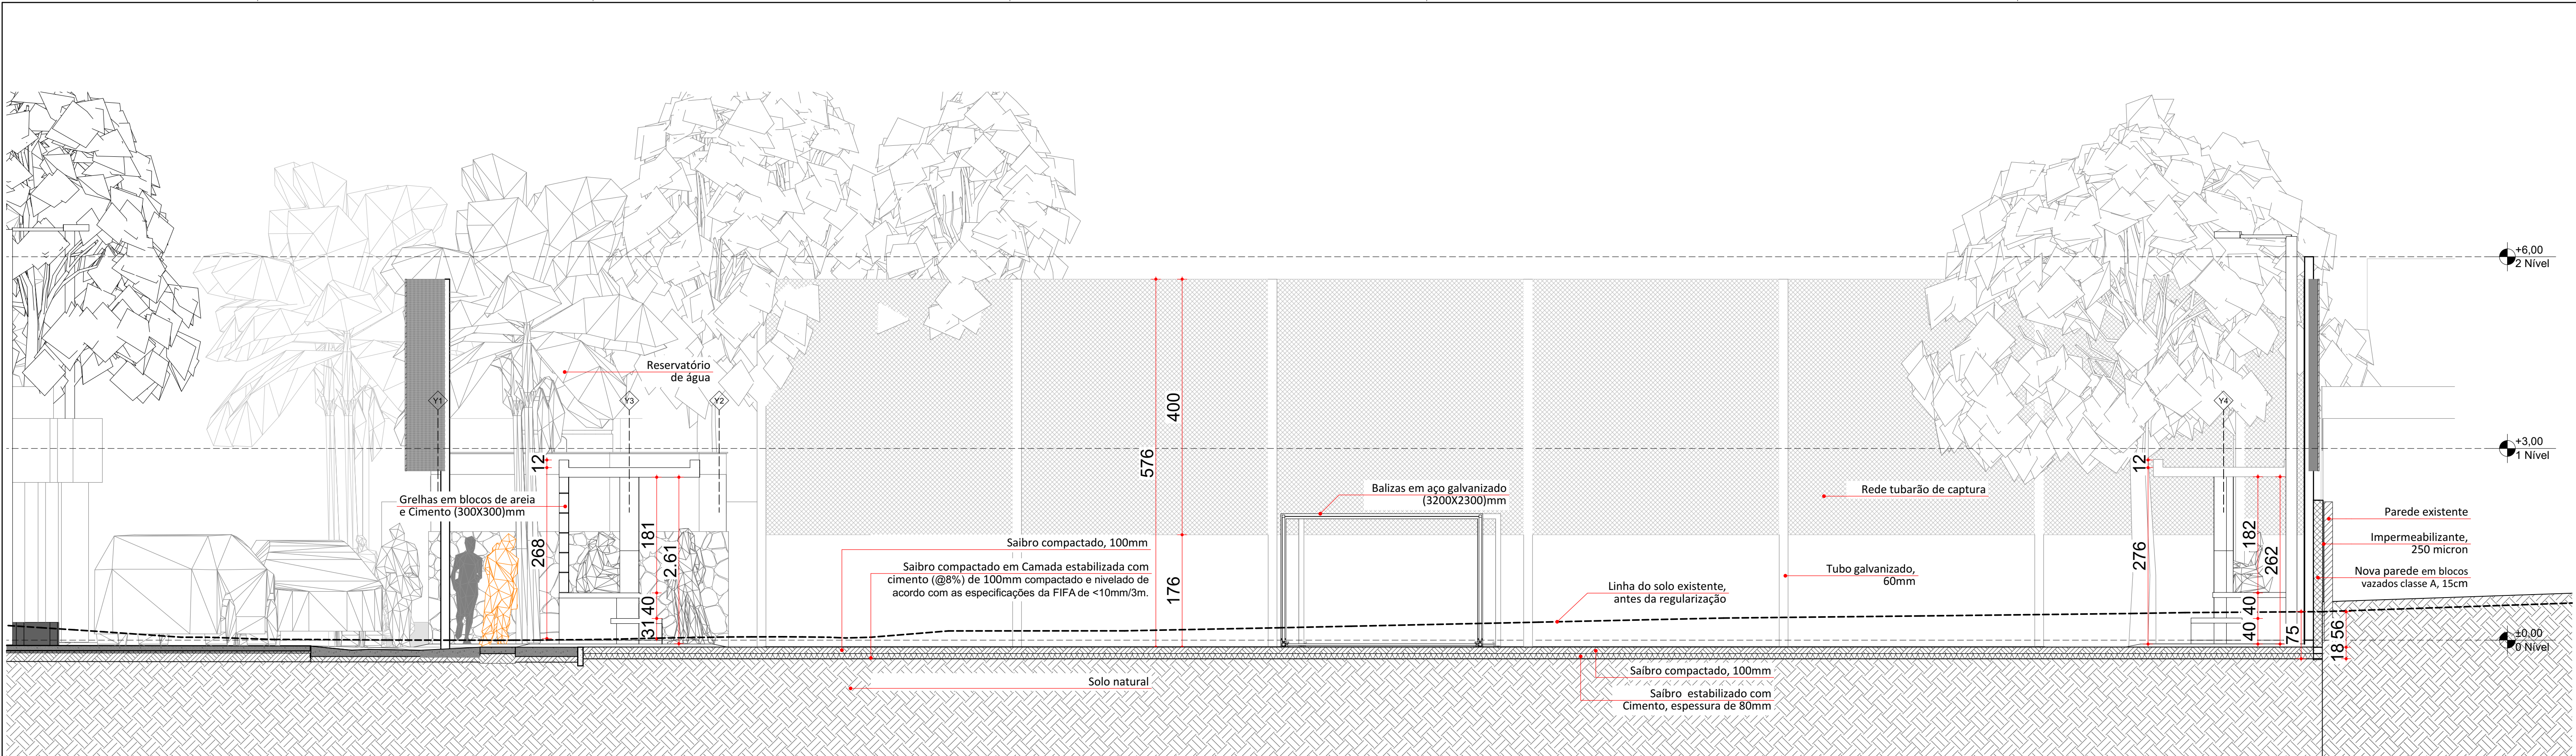 +6,00
2 Nível
Reservatório
de água
Y1
Y3
Y2
Y4
400
576
+3,00
1 Nível
12
12
Grelhas em blocos de areia
e Cimento (300X300)mm
Balizas em aço galvanizado
(3200X2300)mm
Rede tubarão de captura
Parede existente
Impermeabilizante,
250 micron
Nova parede em blocos
vazados classe A, 15cm
268
181
2.61
40
31
Saibro compactado, 100mm
Saibro compactado em Camada estabilizada com
cimento (@8%) de 100mm compactado e nivelado de
acordo com as especificações da FIFA de <10mm/3m.
176
Linha do solo existente,
antes da regularização
Tubo galvanizado,
60mm
276
182
262
40
40
75
56
18
±0,00
0 Nível
Solo natural
Saíbro compactado, 100mm
Saíbro estabilizado com
Cimento, espessura de 80mm